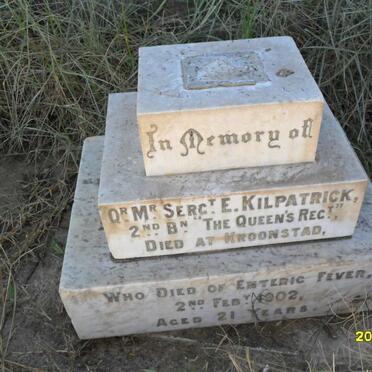 In Memory of
QR MR SERGT E. KILPATRICK,
2ND BN "THE QUEEN'S REGT",
DIED AT KROONSTAD,
WHO DIED OF ENTERIC FEVER,
2ND FEBY 1902,
AGED 21 YEARS.
20